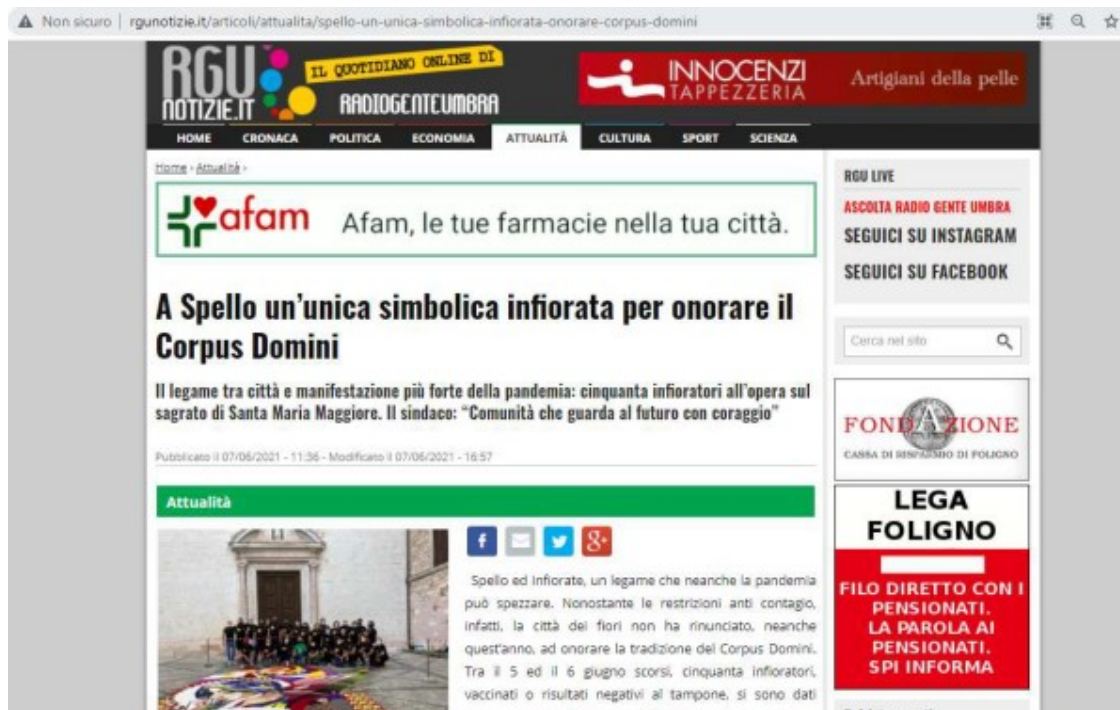 Non sicuro | rgunotizie.it/articoli/attualita/spello-un-unica-simbolica-infiorata-onorare-corpus-domini
RGU
NOTIZIE.IT
IL QUOTIDIANO ONLINE DI
RADIOGENTEUMBRA
INNOCENZI
TAPPEZZERIA
Artigiani della pelle
HOME CRONACA POLITICA ECONOMIA ATTUALITÀ CULTURA SPORT SCIENZA
Home › Attualità ›
afam Afam, le tue farmacie nella tua città.
A Spello un'unica simbolica infiorata per onorare il
Corpus Domini
Il legame tra città e manifestazione più forte della pandemia: cinquanta infioratori all'opera sul
sagrato di Santa Maria Maggiore. Il sindaco: "Comunità che guarda al futuro con coraggio"
Pubblicato il 07/06/2021 - 11:36 - Modificato il 07/06/2021 - 16:57
Attualità
Spello ed Infiorate, un legame che neanche la pandemia
può spezzare. Nonostante le restrizioni anti contagio,
infatti, la città dei fiori non ha rinunciato, neanche
quest'anno, ad onorare la tradizione del Corpus Domini.
Tra il 5 ed il 6 giugno scorsi, cinquanta infioratori,
vaccinati o risultati negativi al tampone, si sono dati
RGU LIVE
ASCOLTA RADIO GENTE UMBRA
SEGUICI SU INSTAGRAM
SEGUICI SU FACEBOOK
Cerca nel sito
FONDAZIONE
CASSA DI RISPARMIO DI FOLIGNO
LEGA
FOLIGNO
FILO DIRETTO CON I
PENSIONATI.
LA PAROLA AI
PENSIONATI.
SPI INFORMA